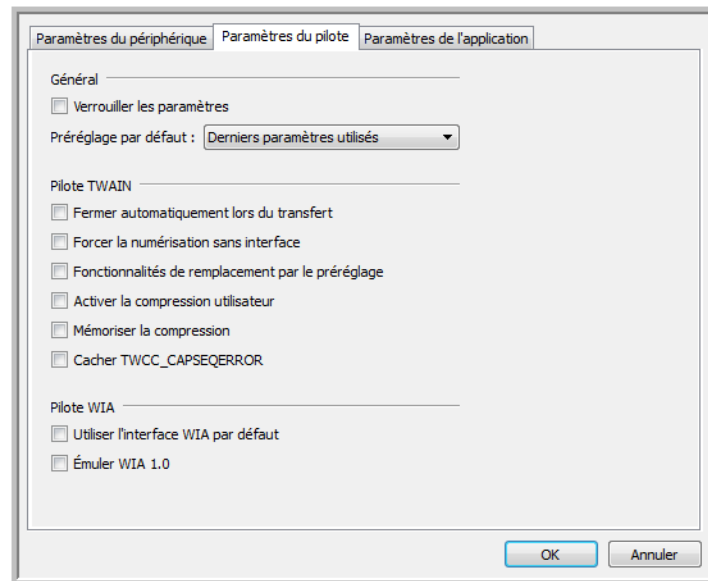 Paramètres du périphérique Paramètres du pilote Paramètres de l'application
Général
Verrouiller les paramètres
Préréglage par défaut : Derniers paramètres utilisés
Pilote TWAIN
Fermer automatiquement lors du transfert
Forcer la numérisation sans interface
Fonctionnalités de remplacement par le préréglage
Activer la compression utilisateur
Mémoriser la compression
Cacher TWCC_CAPSEQERROR
Pilote WIA
Utiliser l'interface WIA par défaut
Émuler WIA 1.0
OK Annuler